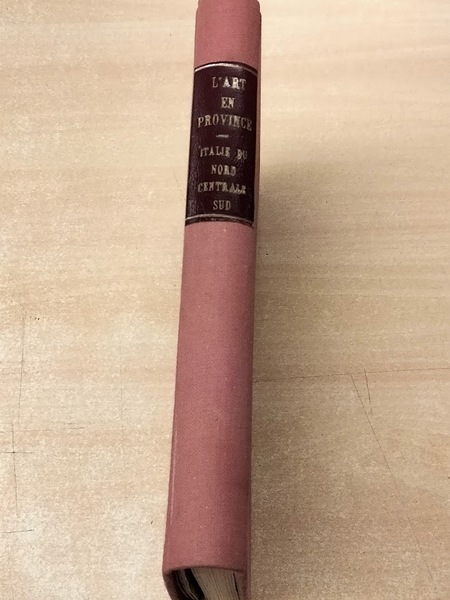 L'ART
EN
PROVINCE
ITALIE DU
NORD
CENTRALE
SUD